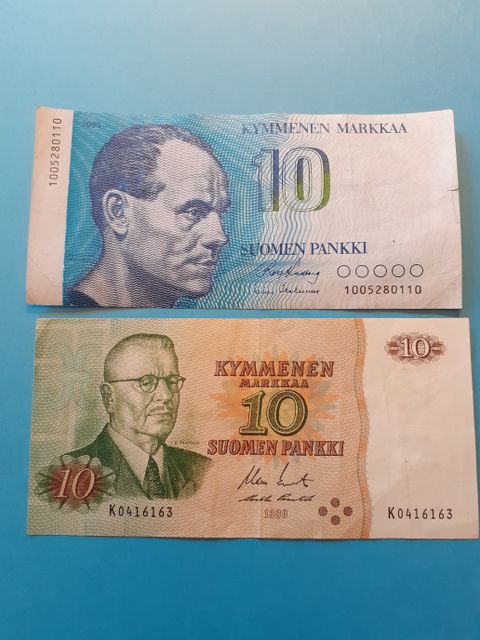 1005280110
1986
KYMMENEN MARKKAA
10
SUOMEN PANKKI
1005280110
KYMMENEN
MARKKAA
10
SUOMEN PANKKI
10
10
1980
K0416163
K0416163